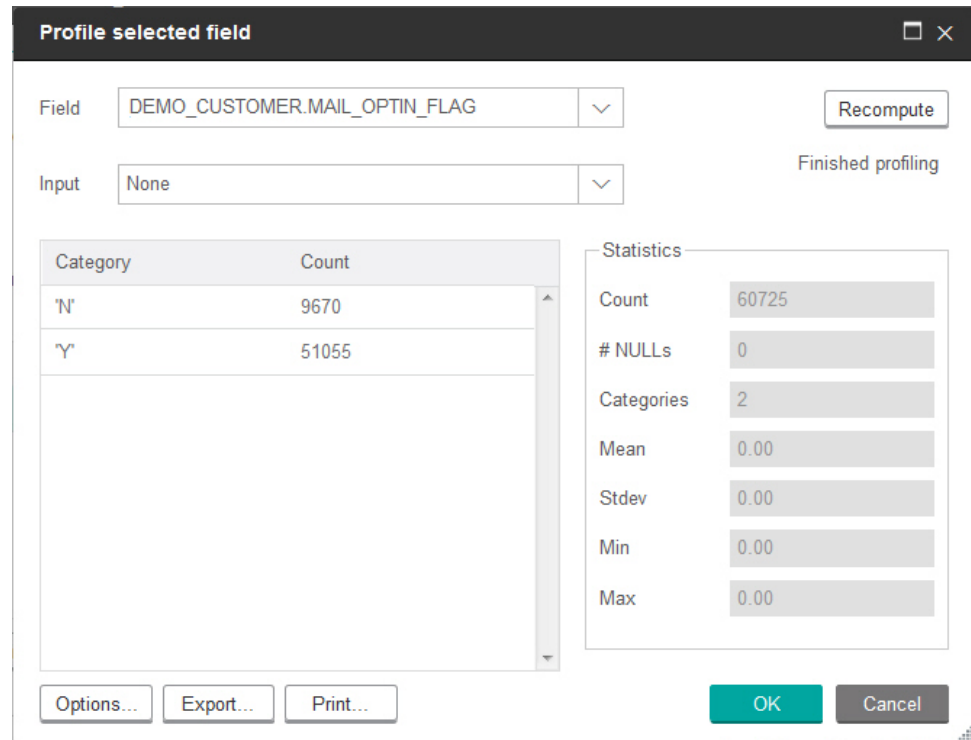 Profile selected field
Field DEMO_CUSTOMER.MAIL_OPTIN_FLAG Recompute
Finished profiling
Input None
Category Count
'N' 9670
'Y' 51055
Statistics
Count 60725
# NULLs 0
Categories 2
Mean 0.00
Stdev 0.00
Min 0.00
Max 0.00
Options... Export... Print... OK Cancel